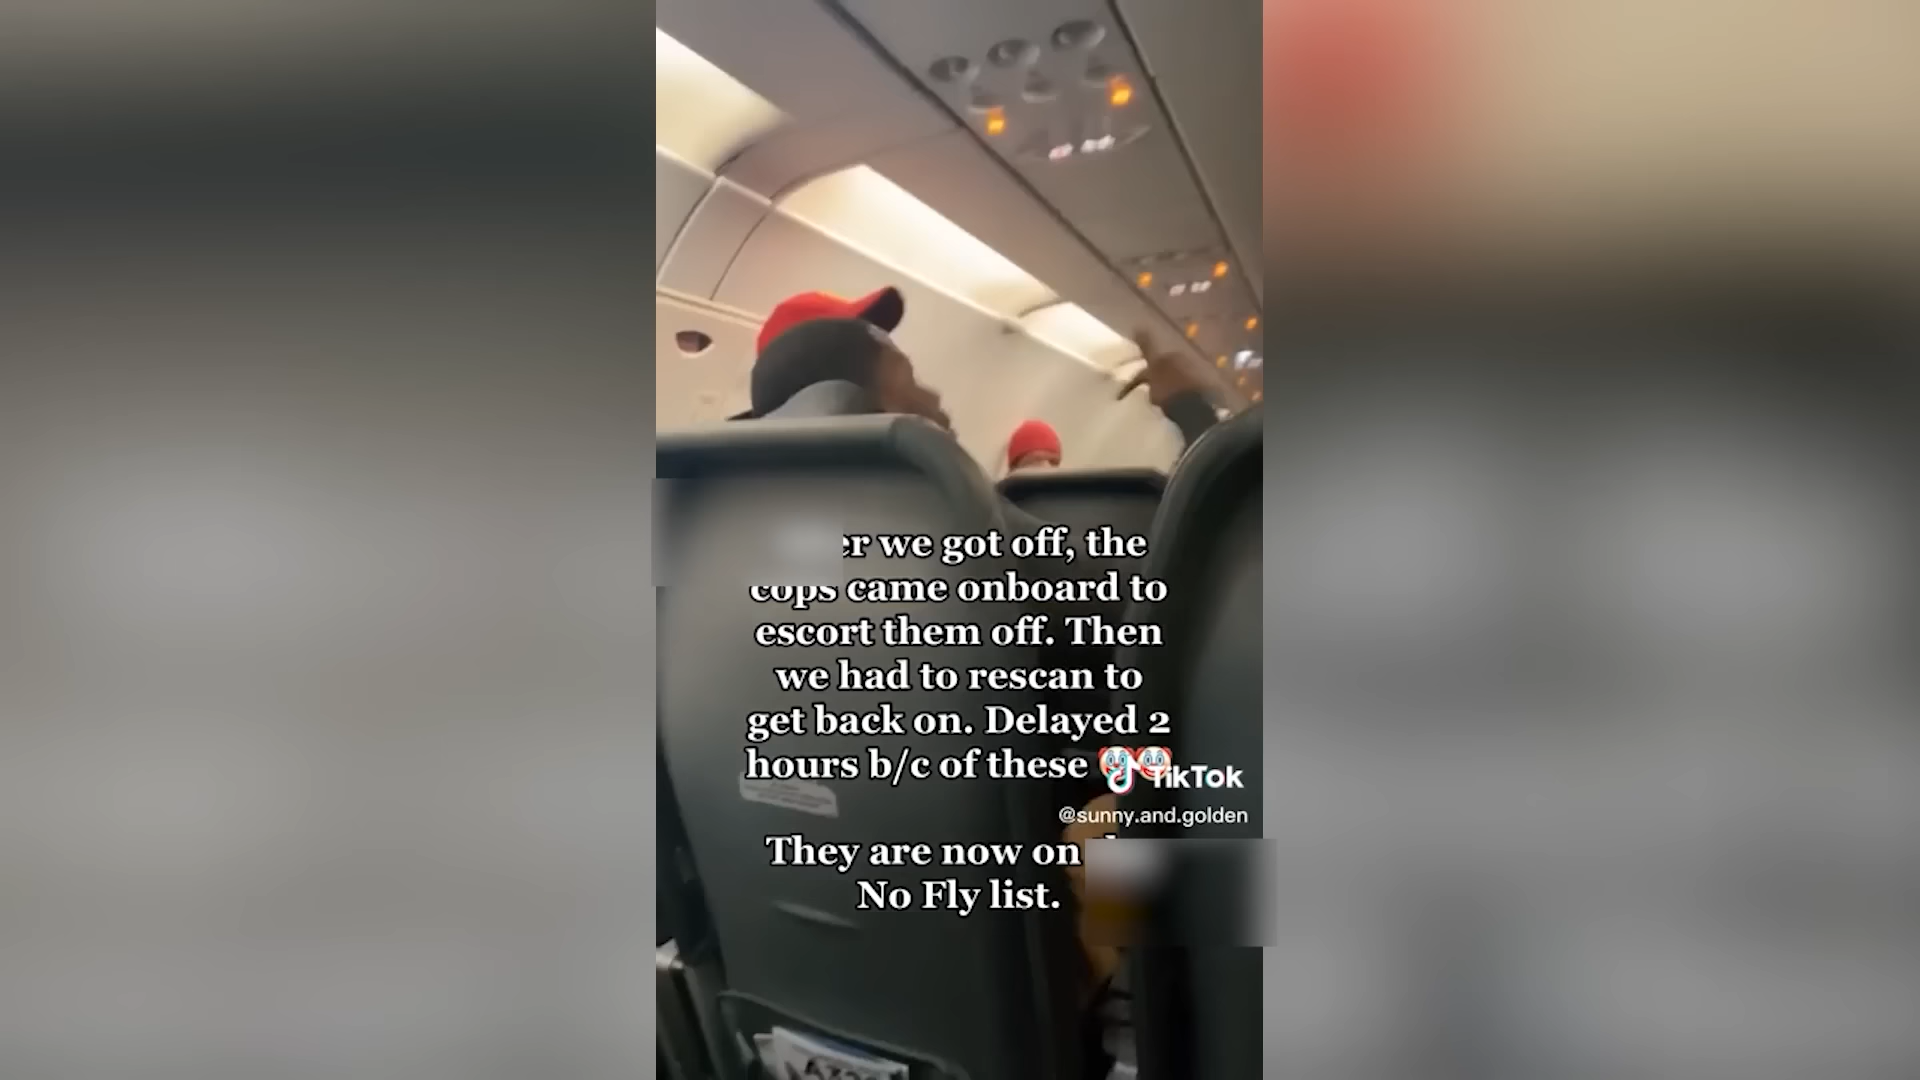 er we got off, the
cops came onboard to
escort them off. Then
we had to rescan to
get back on. Delayed 2
hours b/c of these 🤡🤡
TikTok
@sunny.and.golden
They are now on
No Fly list.